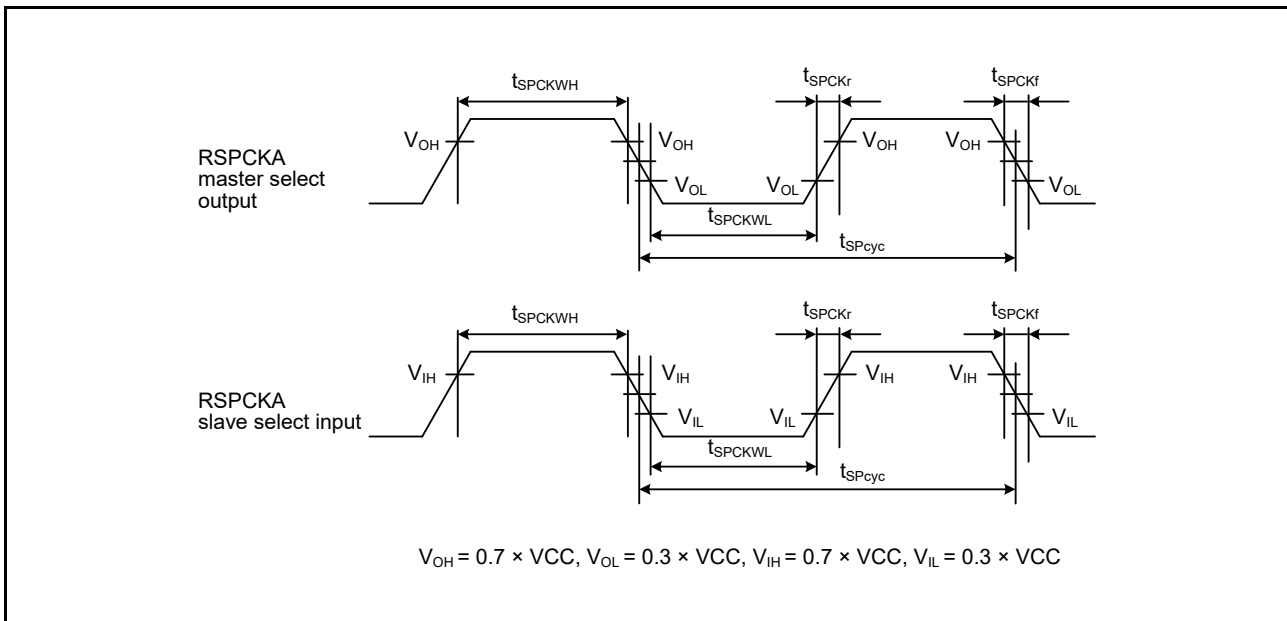 tSPCKWH
tSPCKr
tSPCKf
RSPCKA
master select
output
VOH
VOH
VOL
VOL
VOH
VOH
VOL
tSPCKWL
tSPcyc
tSPCKWH
tSPCKr
tSPCKf
RSPCKA
slave select input
VIH
VIH
VIL
VIL
VIH
VIH
VIL
tSPCKWL
tSPcyc
VOH = 0.7 × VCC, VOL = 0.3 × VCC, VIH = 0.7 × VCC, VIL = 0.3 × VCC